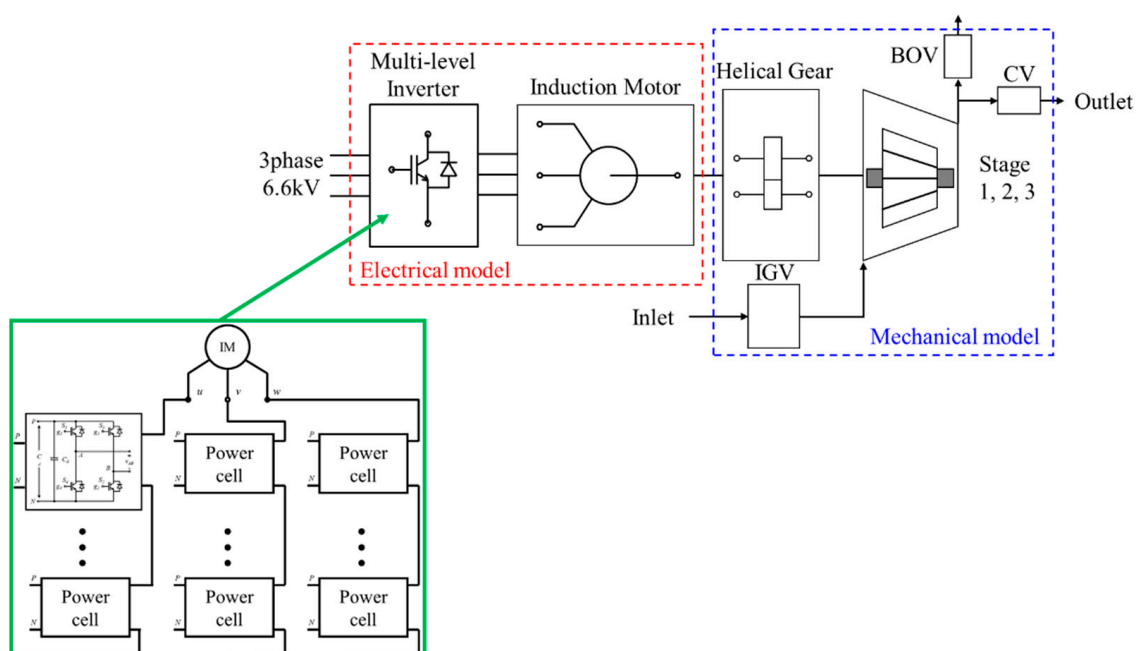 BOV
CV
Outlet
Multi-level
Inverter
Induction Motor
Helical Gear
3phase
6.6kV
Stage
1, 2, 3
Electrical model
IGV
Inlet
Mechanical model
IM
u
v
w
P
N
P
N
A
B
P
Power
cell
N
P
Power
cell
N
P
Power
cell
N
P
Power
cell
N
P
Power
cell
N